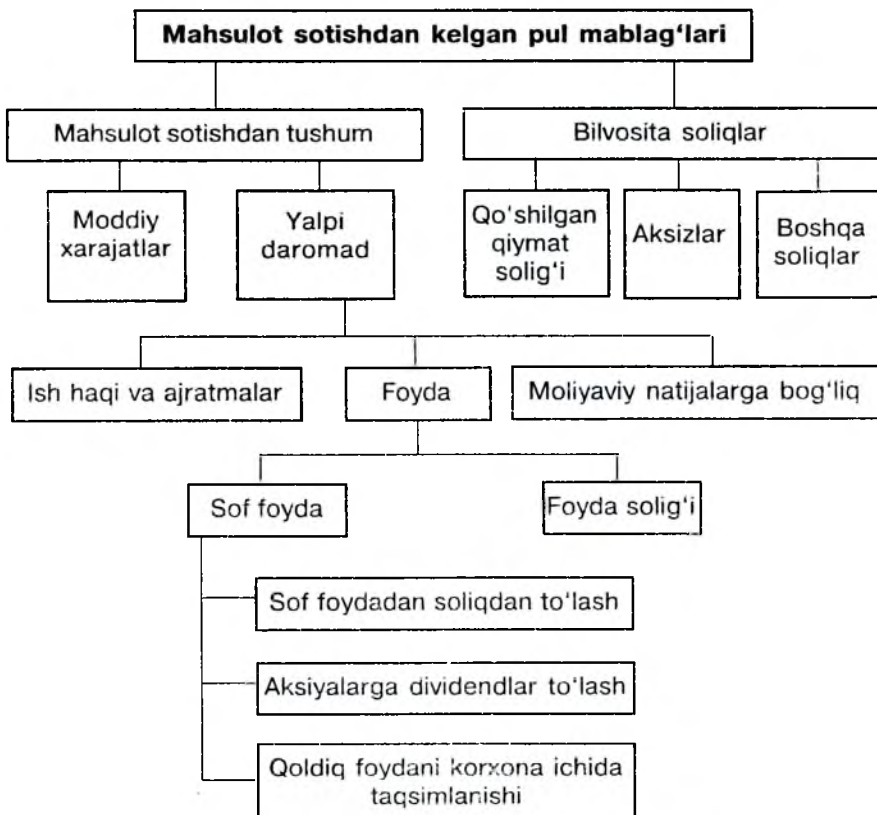 Mahsulot sotishdan kelgan pul mablag‘lari
Mahsulot sotishdan tushum
Bilvosita soliqlar
Moddiy
xarajatlar
Yalpi
daromad
Qo‘shilgan
qiymat
solig‘i
Aksizlar
Boshqa
soliqlar
Ish haqi va ajratmalar
Foyda
Moliyaviy natijalarga bog‘liq
Sof foyda
Foyda solig‘i
Sof foydadan soliqdan to‘lash
Aksiyalarga dividendlar to‘lash
Qoldiq foydani korxona ichida
taqsimlanishi